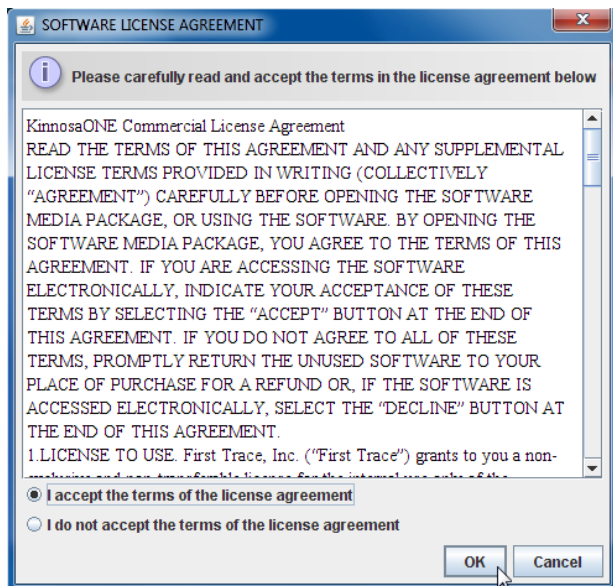 SOFTWARE LICENSE AGREEMENT
Please carefully read and accept the terms in the license agreement below
KinnosaONE Commercial License Agreement
READ THE TERMS OF THIS AGREEMENT AND ANY SUPPLEMENTAL
LICENSE TERMS PROVIDED IN WRITING (COLLECTIVELY
“AGREEMENT”) CAREFULLY BEFORE OPENING THE SOFTWARE
MEDIA PACKAGE, OR USING THE SOFTWARE. BY OPENING THE
SOFTWARE MEDIA PACKAGE, YOU AGREE TO THE TERMS OF THIS
AGREEMENT. IF YOU ARE ACCESSING THE SOFTWARE
ELECTRONICALLY, INDICATE YOUR ACCEPTANCE OF THESE
TERMS BY SELECTING THE “ACCEPT” BUTTON AT THE END OF
THIS AGREEMENT. IF YOU DO NOT AGREE TO ALL OF THESE
TERMS, PROMPTLY RETURN THE UNUSED SOFTWARE TO YOUR
PLACE OF PURCHASE FOR A REFUND OR, IF THE SOFTWARE IS
ACCESSED ELECTRONICALLY, SELECT THE “DECLINE” BUTTON AT
THE END OF THIS AGREEMENT.
1.LICENSE TO USE. First Trace, Inc. (“First Trace”) grants to you a non-
I accept the terms of the license agreement
I do not accept the terms of the license agreement
OK
Cancel